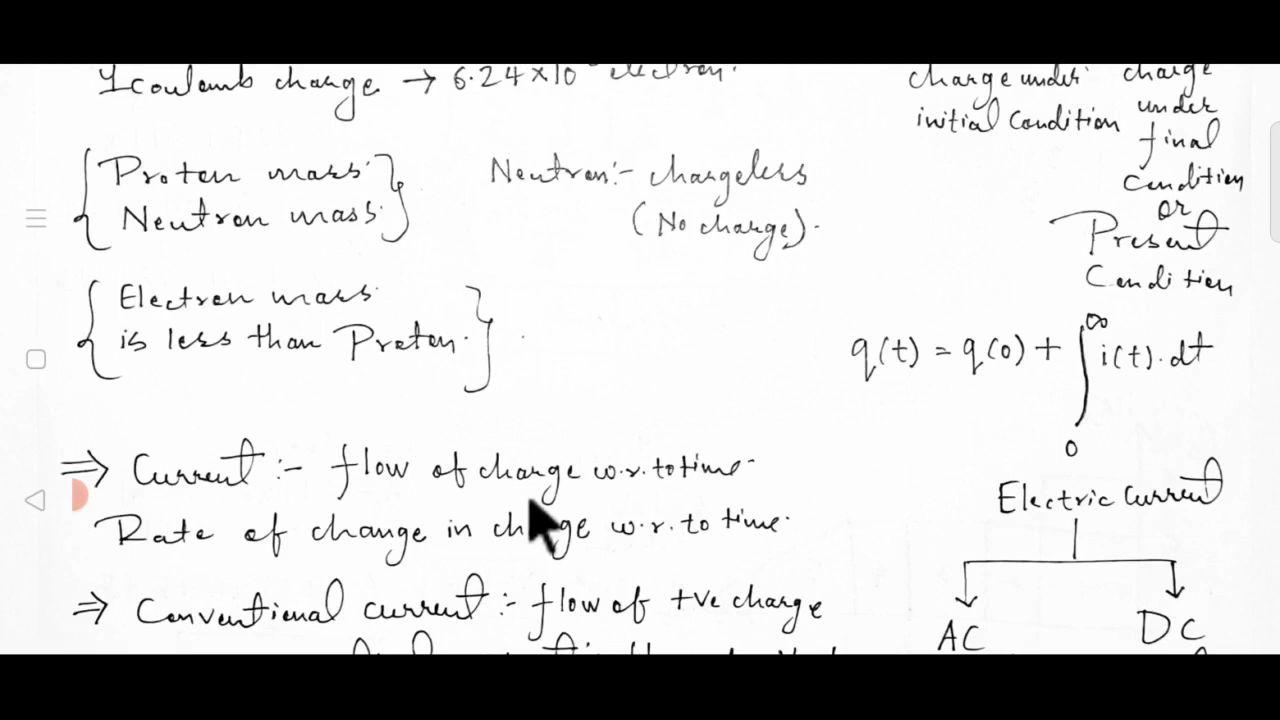 1 coulomb charge → 6.24 × 10 electron.
{ Proton mass
Neutron mass }
Neutron:- chargeless
(No charge).
{ Electron mass
is less than Proton. }
⇒ Current :- flow of charge w.r. to time.
Rate of change in charge w.r. to time.
⇒ Conventional current :- flow of +ve charge
charge under
initial Condition
charge
under
final
condition
or
Present
Condition
q(t) = q(0) + ∫₀^∞ i(t).dt
Electric Current
AC
DC